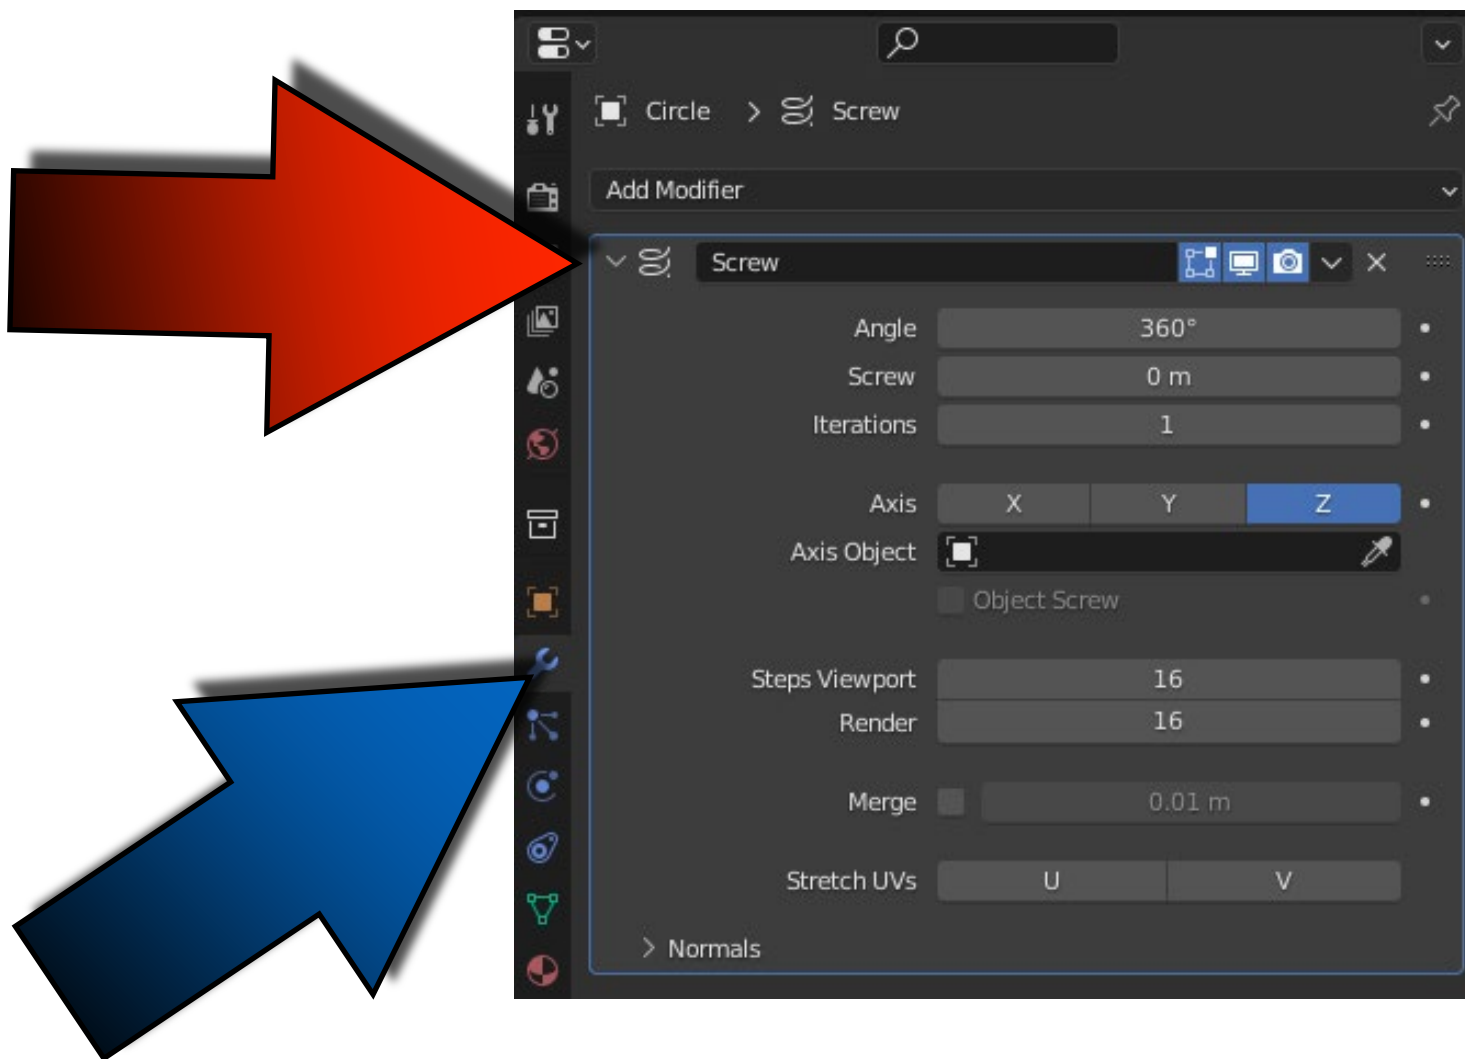 Circle > Screw
Add Modifier
Screw
Angle 360°
Screw 0 m
Iterations 1
Axis X Y Z
Axis Object
Object Screw
Steps Viewport 16
Render 16
Merge 0.01 m
Stretch UVs U V
Normals